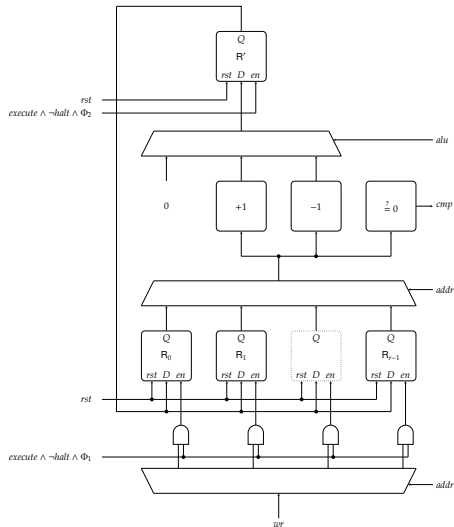 Q
R′
rst D en
rst
execute ∧ ¬halt ∧ Φ₂
alu
0
+1
−1
≟ 0
cmp
addr
Q Q Q Q
R₀ R₁ Rᵣ₋₁
rst D en rst D en rst D en rst D en
rst
execute ∧ ¬halt ∧ Φ₁
addr
wr